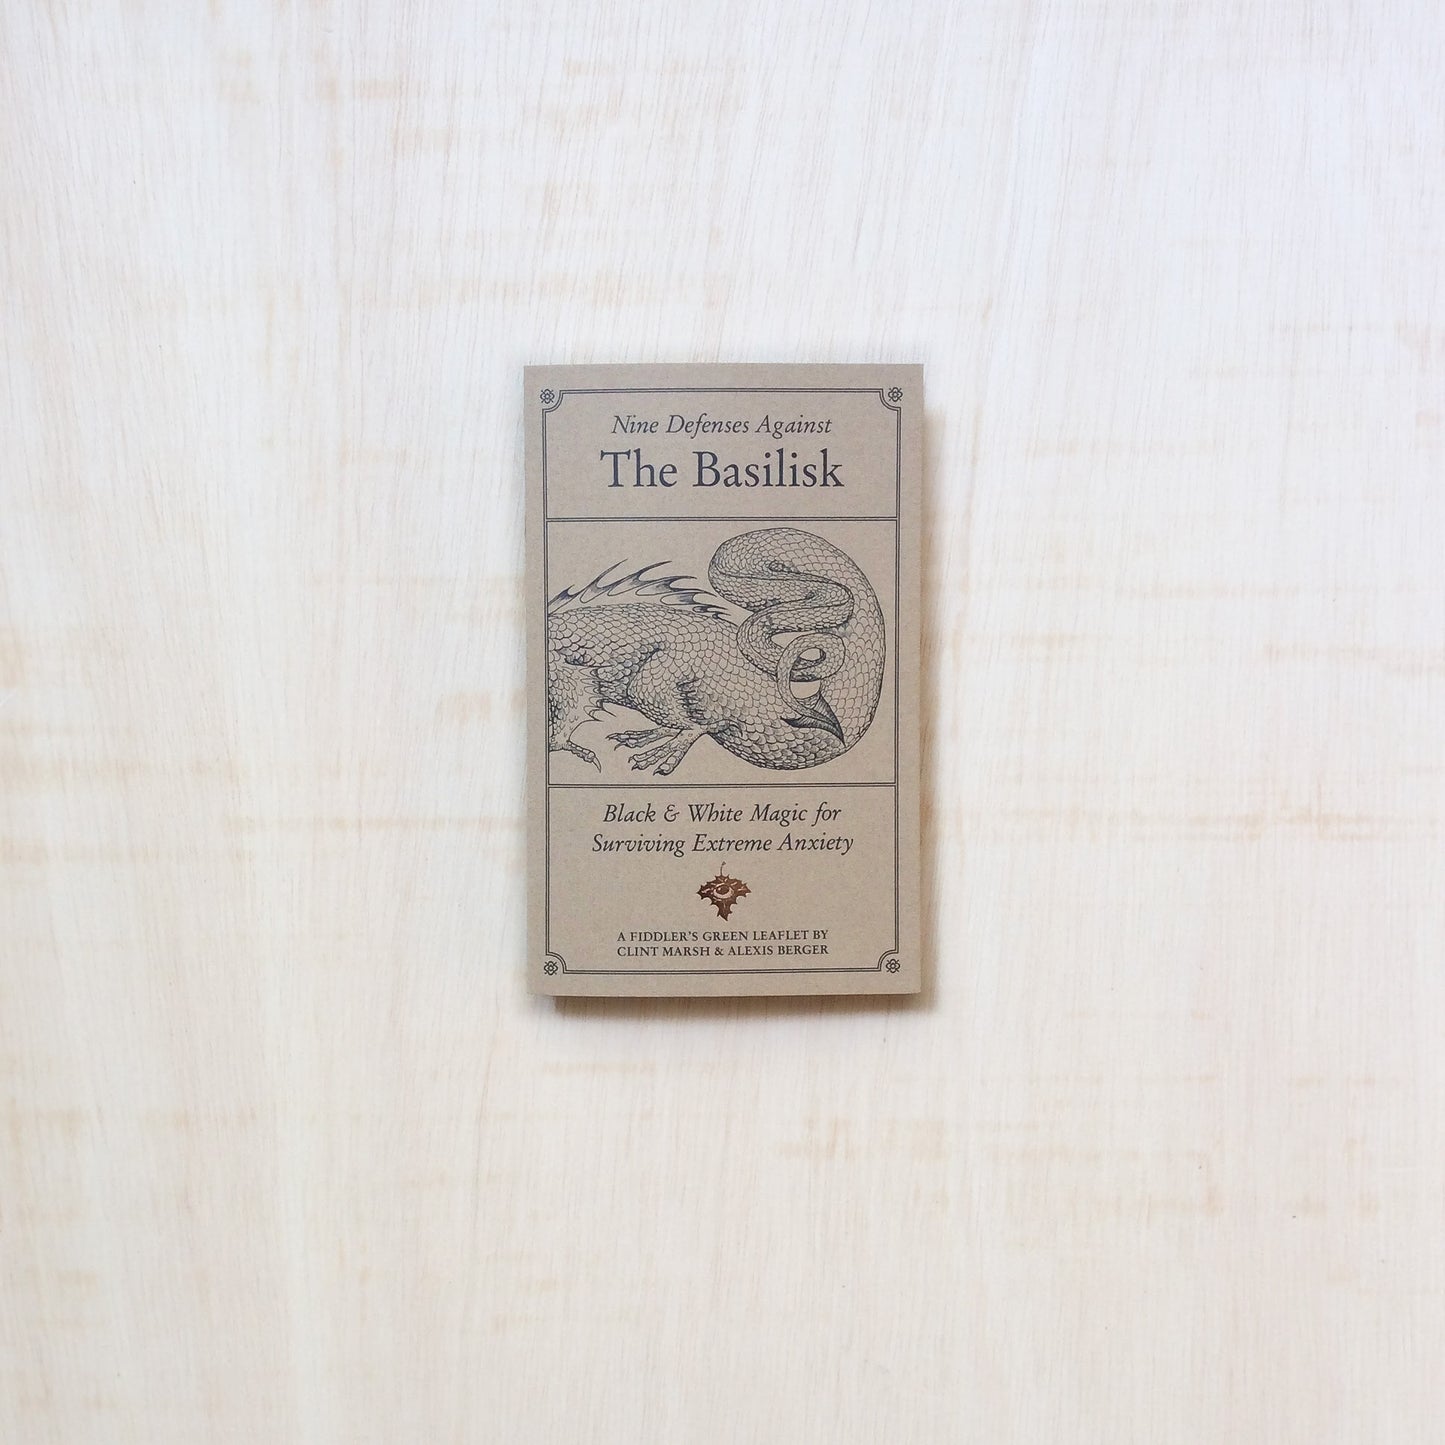 Nine Defenses Against
The Basilisk
Black & White Magic for
Surviving Extreme Anxiety
A FIDDLER'S GREEN LEAFLET BY
CLINT MARSH & ALEXIS BERGER